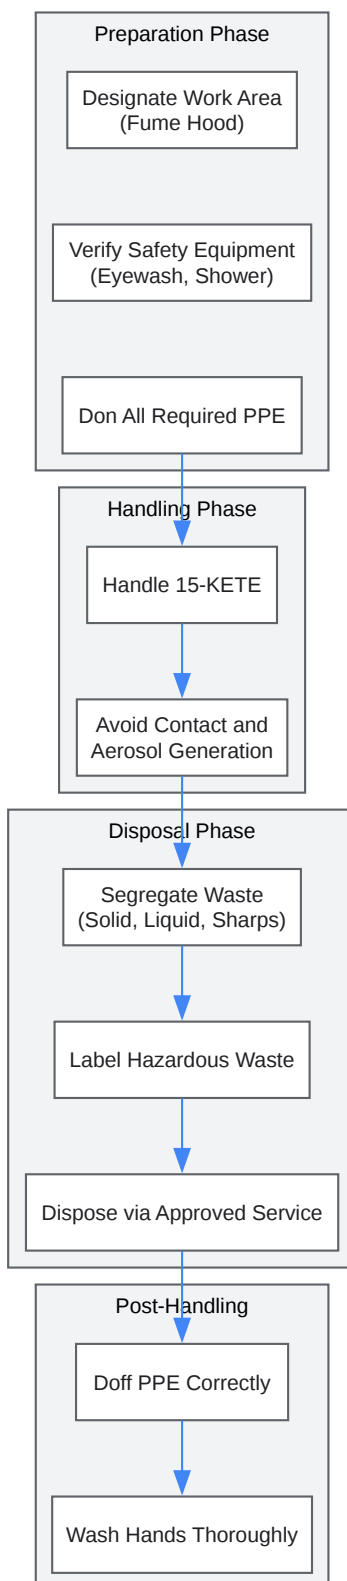 Preparation Phase
Designate Work Area
(Fume Hood)
Verify Safety Equipment
(Eyewash, Shower)
Don All Required PPE
Handling Phase
Handle 15-KETE
Avoid Contact and
Aerosol Generation
Disposal Phase
Segregate Waste
(Solid, Liquid, Sharps)
Label Hazardous Waste
Dispose via Approved Service
Post-Handling
Doff PPE Correctly
Wash Hands Thoroughly